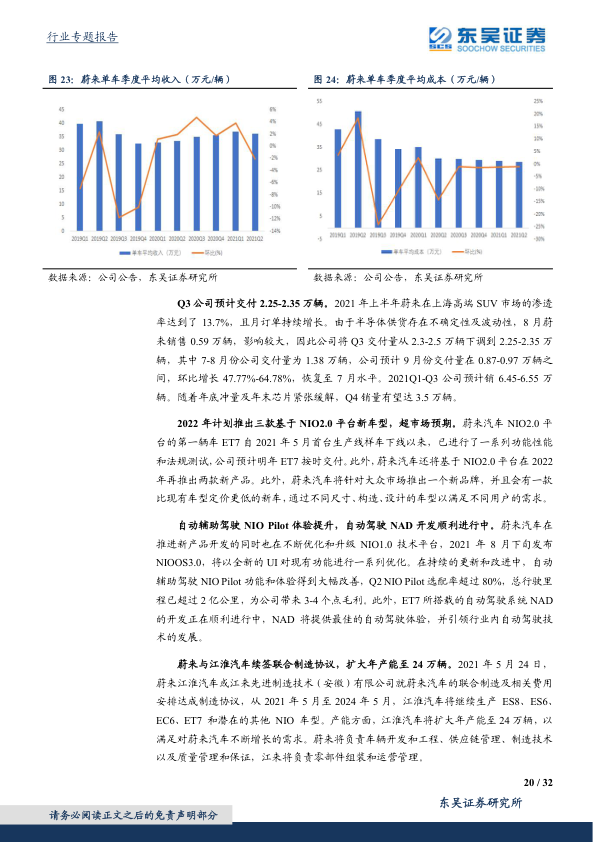 行业专题报告
东吴证券
SCS
SOOCHOW SECURITIES
图 23：蔚来单车季度平均收入（万元/辆）
图 24：蔚来单车季度平均成本（万元/辆）
45
40
35
30
25
20
15
10
5
0
6%
4%
2%
0%
-2%
-4%
-6%
-8%
-10%
-12%
-14%
2019Q1 2019Q2 2019Q3 2019Q4 2020Q1 2020Q2 2020Q3 2020Q4 2021Q1 2021Q2
单车平均收入（万元） 环比(%)
55
45
35
25
15
5
-5
25%
20%
15%
10%
5%
0%
-5%
-10%
-15%
-20%
-25%
-30%
2019Q1 2019Q2 2019Q3 2019Q4 2020Q1 2020Q2 2020Q3 2020Q4 2021Q1 2021Q2
单车平均成本（万元） 环比(%)
数据来源：公司公告，东吴证券研究所
数据来源：公司公告，东吴证券研究所
Q3 公司预计交付 2.25-2.35 万辆。2021 年上半年蔚来在上海高端 SUV 市场的渗透
率达到了 13.7%，且月订单持续增长。由于半导体供货存在不确定性及波动性，8 月蔚
来销售 0.59 万辆，影响较大，因此公司将 Q3 交付量从 2.3-2.5 万辆下调到 2.25-2.35 万
辆，其中 7-8 月份公司交付量为 1.38 万辆，公司预计 9 月份交付量在 0.87-0.97 万辆之
间，环比增长 47.77%-64.78%，恢复至 7 月水平。2021Q1-Q3 公司预计销 6.45-6.55 万
辆。随着年底冲量及年末芯片紧张缓解，Q4 销量有望达 3.5 万辆。
2022 年计划推出三款基于 NIO2.0 平台新车型，超市场预期。蔚来汽车 NIO2.0 平
台的第一辆车 ET7 自 2021 年 5 月首台生产线样车下线以来，已进行了一系列功能性能
和法规测试，公司预计明年 ET7 按时交付。此外，蔚来汽车还将基于 NIO2.0 平台在 2022
年再推出两款新产品。此外，蔚来汽车将针对大众市场推出一个新品牌，并且会有一款
比现有车型定价更低的新车，通过不同尺寸、构造、设计的车型以满足不同用户的需求。
自动辅助驾驶 NIO Pilot 体验提升，自动驾驶 NAD 开发顺利进行中。蔚来汽车在
推进新产品开发的同时也在不断优化和升级 NIO1.0 技术平台，2021 年 8 月下旬发布
NIOOS3.0，将以全新的 UI 对现有功能进行一系列优化。在持续的更新和改进中，自动
辅助驾驶 NIO Pilot 功能和体验得到大幅改善，Q2 NIO Pilot 选配率超过 80%，总行驶里
程已超过 2 亿公里，为公司带来 3-4 个点毛利。此外，ET7 所搭载的自动驾驶系统 NAD
的开发正在顺利进行中，NAD 将提供最佳的自动驾驶体验，并引领行业内自动驾驶技
术的发展。
蔚来与江淮汽车续签联合制造协议，扩大年产能至 24 万辆。2021 年 5 月 24 日，
蔚来江淮汽车或江来先进制造技术（安徽）有限公司就蔚来汽车的联合制造及相关费用
安排达成制造协议，从 2021 年 5 月至 2024 年 5 月，江淮汽车将继续生产 ES8、ES6、
EC6、ET7 和潜在的其他 NIO 车型。产能方面，江淮汽车将扩大年产能至 24 万辆，以
满足对蔚来汽车不断增长的需求。蔚来将负责车辆开发和工程、供应链管理、制造技术
以及质量管理和保证，江来将负责零部件组装和运营管理。
20 / 32
东吴证券研究所
请务必阅读正文之后的免责声明部分